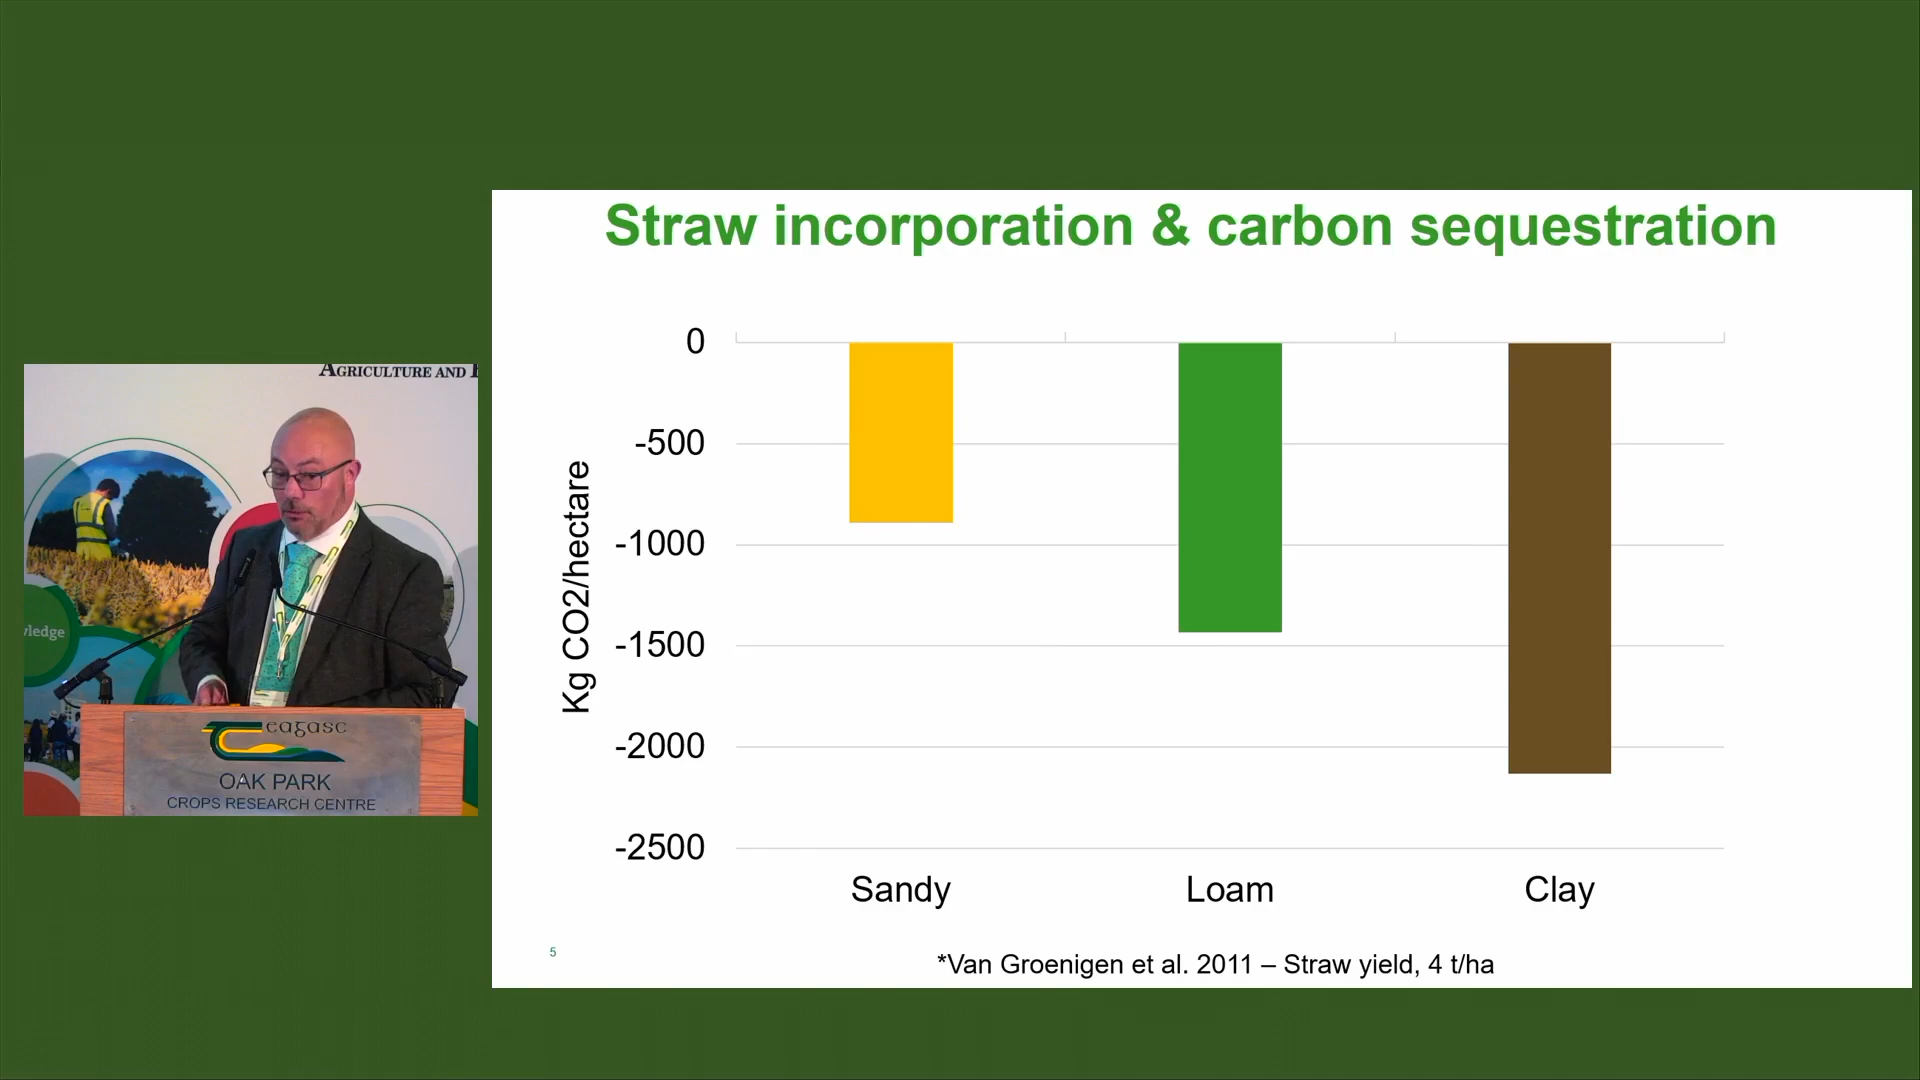 Straw incorporation & carbon sequestration
0
-500
-1000
-1500
-2000
-2500
Kg CO2/hectare
Sandy
Loam
Clay
5
*Van Groenigen et al. 2011 – Straw yield, 4 t/ha
AGRICULTURE AND
eagasc
OAK PARK
CROPS RESEARCH CENTRE